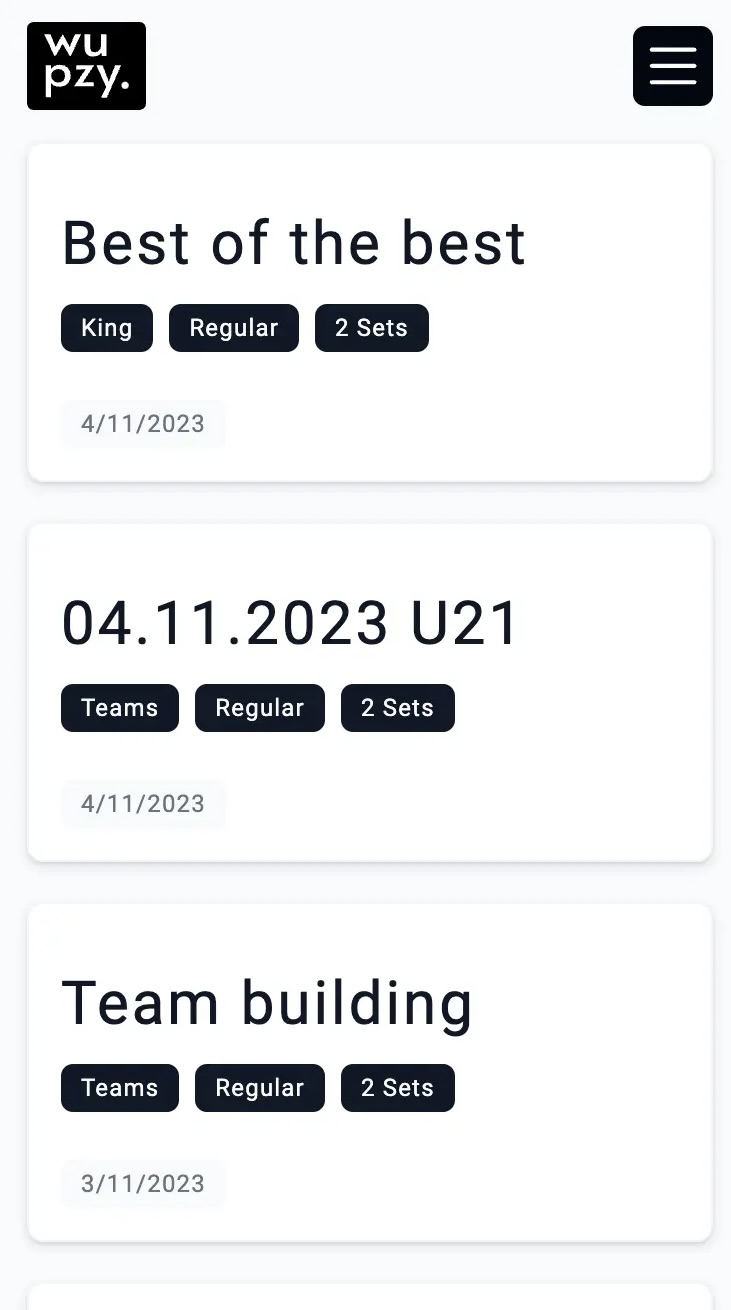 wu
pzy.
Best of the best
King Regular 2 Sets
4/11/2023
04.11.2023 U21
Teams Regular 2 Sets
4/11/2023
Team building
Teams Regular 2 Sets
3/11/2023